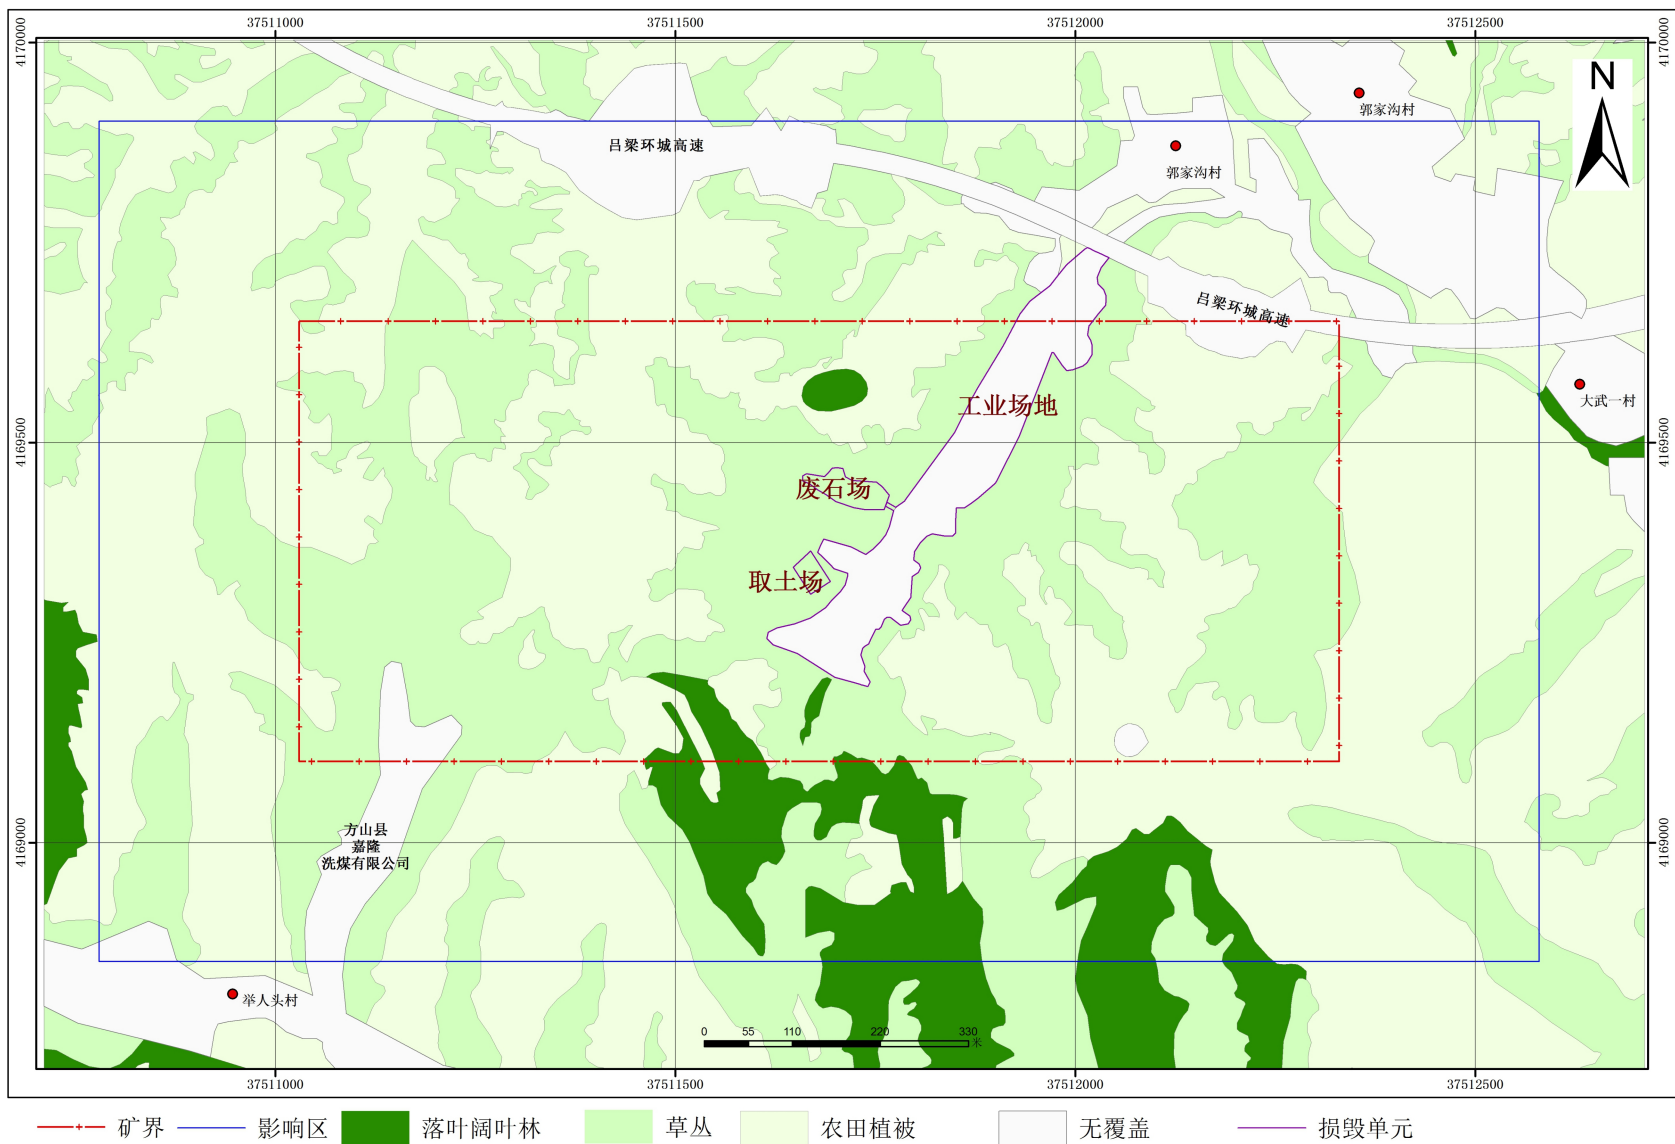 37511000 37511500 37512000 37512500
4170000 4170000
N
郭家沟村
吕梁环城高速
郭家沟村
吕梁环城高速
大武一村
工业场地
4169500 4169500
废石场
取土场
方山县
嘉隆
洗煤有限公司
4169000 4169000
举人头村
0 55 110 220 330
米
37511000 37511500 37512000 37512500
矿界 影响区 落叶阔叶林 草丛 农田植被 无覆盖 损毁单元